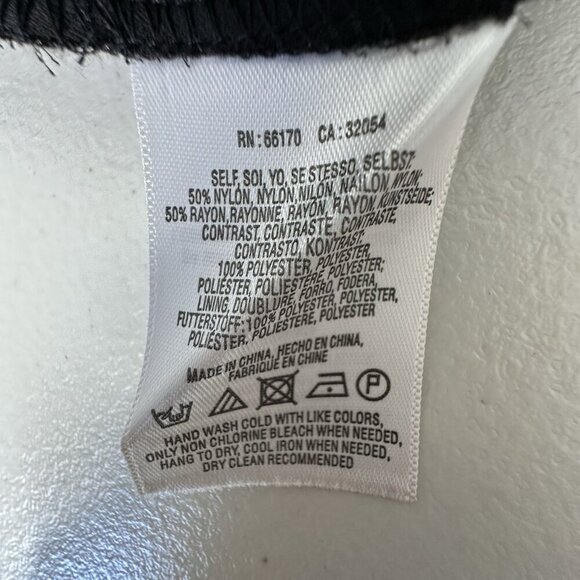 RN : 66170 CA : 32054
SELF, SOI, YO, SE STESSO, SELBST
50% NYLON, NYLON, NILON, NAILON, NYLON;
50% RAYON, RAYONNE, RAYON, RAYON, KUNSTSEIDE;
CONTRAST, CONTRASTE, CONTRASTE,
CONTRASTO, KONTRAST:
100% POLYESTER, POLYESTER,
POLIÉSTER, POLIESTERE, POLYESTER;
LINING, DOUBLURE, FORRO, FODERA,
FUTTERSTOFF: 100% POLYESTER, POLYESTER,
POLIÉSTER, POLIESTERE, POLYESTER
MADE IN CHINA, HECHO EN CHINA,
FABRIQUE EN CHINE
P
HAND WASH COLD WITH LIKE COLORS,
ONLY NON CHLORINE BLEACH WHEN NEEDED,
HANG TO DRY, COOL IRON WHEN NEEDED,
DRY CLEAN RECOMMENDED